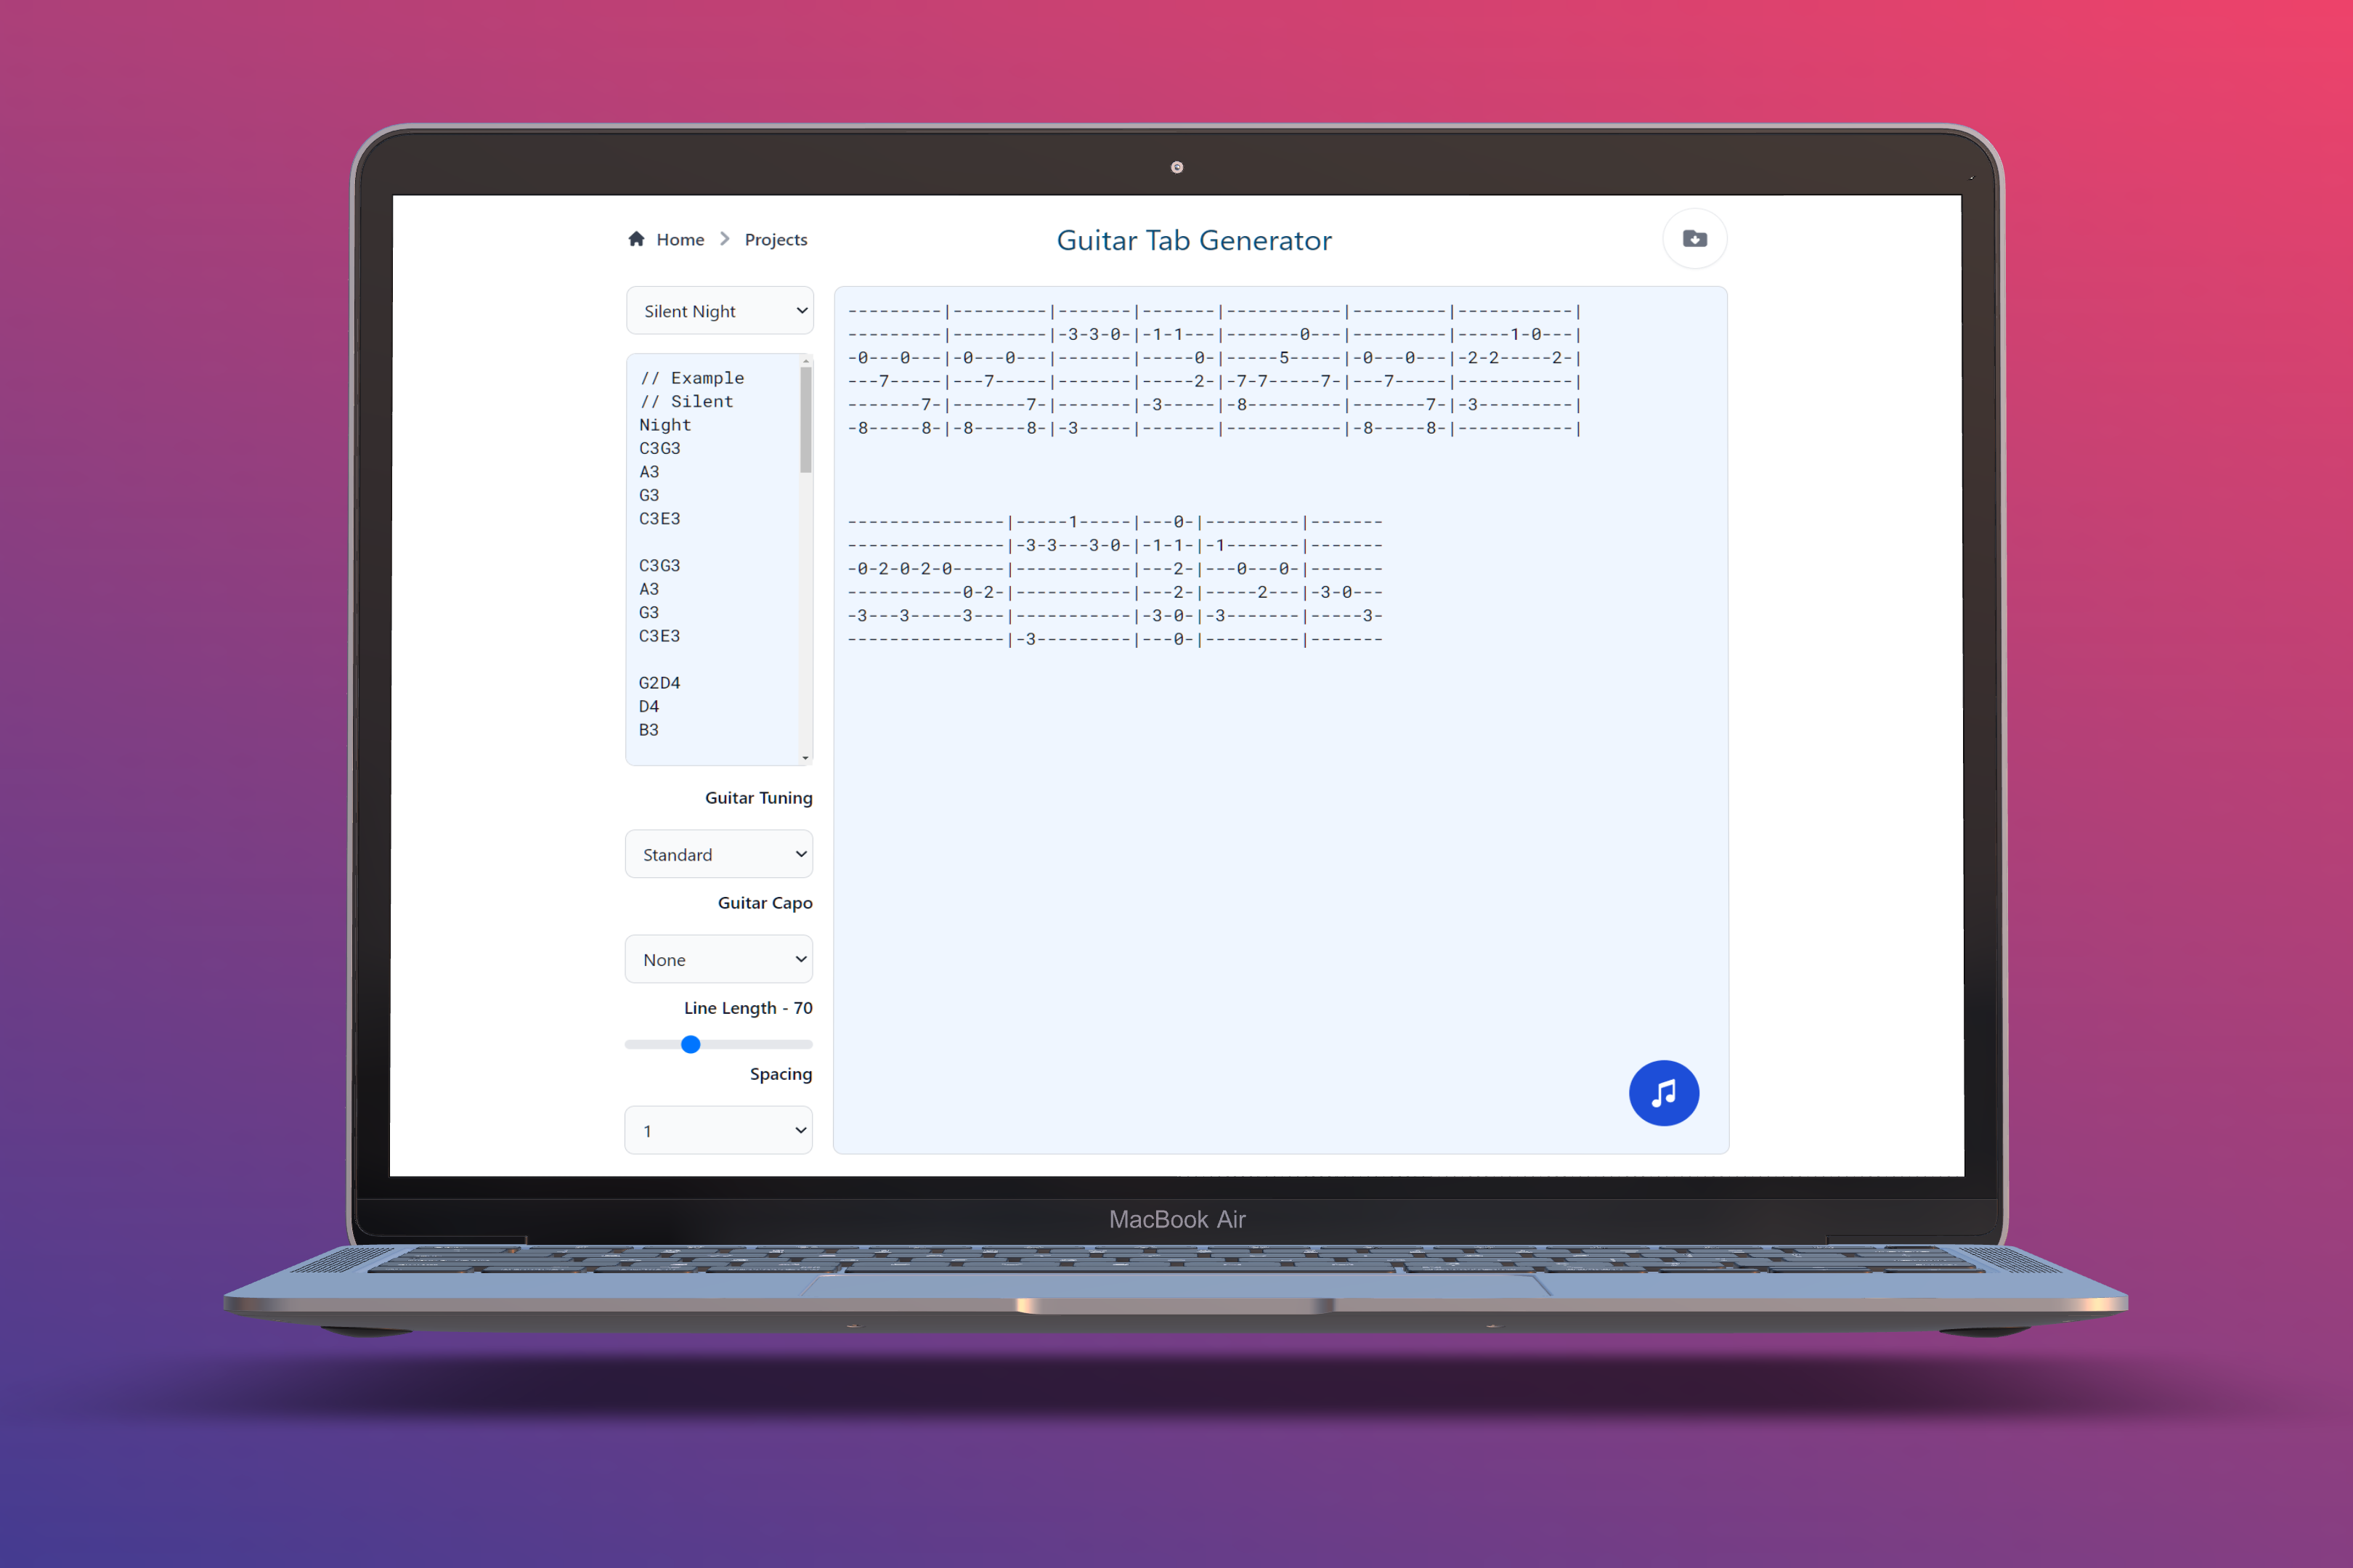 Home > Projects
Guitar Tab Generator
Silent Night
// Example
// Silent
Night
C3G3
A3
G3
C3E3
C3G3
A3
G3
C3E3
G2D4
D4
B3
Guitar Tuning
Standard
Guitar Capo
None
Line Length - 70
Spacing
1
---------|---------|-------|-------|-----------|---------|-----------|
---------|---------|-3-3-0-|-1-1---|-------0---|---------|-----1-0---|
-0---0---|-0---0---|-------|-----0-|-----5-----|-0---0---|-2-2-----2-|
---7-----|---7-----|-------|-----2-|-7-7-----7-|---7-----|-----------|
-------7-|-------7-|-------|-3-----|-8---------|-------7-|-3---------|
-8-----8-|-8-----8-|-3-----|-------|-----------|-8-----8-|-----------|
---------------|-----1-----|---0-|---------|-------
---------------|-3-3---3-0-|-1-1-|-1-------|-------
-0-2-0-2-0-----|-----------|---2-|---0---0-|-------
-----------0-2-|-----------|---2-|-----2---|-3-0---
-3---3-----3---|-----------|-3-0-|-3-------|-----3-
---------------|-3---------|---0-|---------|-------
MacBook Air